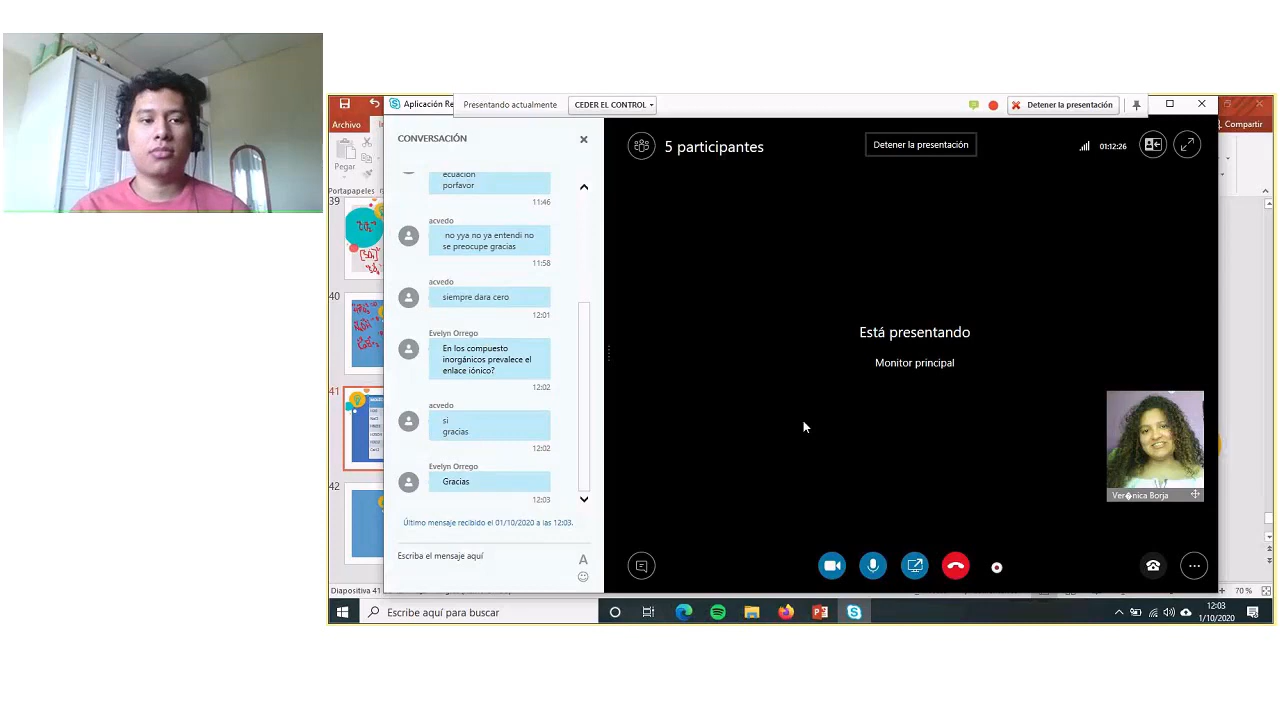 Aplicación Re
Presentando actualmente
CEDER EL CONTROL
Detener la presentación
Archivo
Compartir
Pegar
Portapapeles
39
40
41
42
CONVERSACIÓN
ecuación
porfavor
11:46
acvedo
no yya no ya entendi no
se preocupe gracias
11:58
acvedo
siempre dara cero
12:01
Evelyn Orrego
En los compuesto
inorgánicos prevalece el
enlace iónico?
12:02
acvedo
si
gracias
12:02
Evelyn Orrego
Gracias
12:03
Último mensaje recibido el 01/10/2020 a las 12:03.
Escriba el mensaje aquí
A
5 participantes
Detener la presentación
01:12:26
Está presentando
Monitor principal
Ver�nica Borja
Diapositiva 41
70 %
Escribe aquí para buscar
12:03
1/10/2020